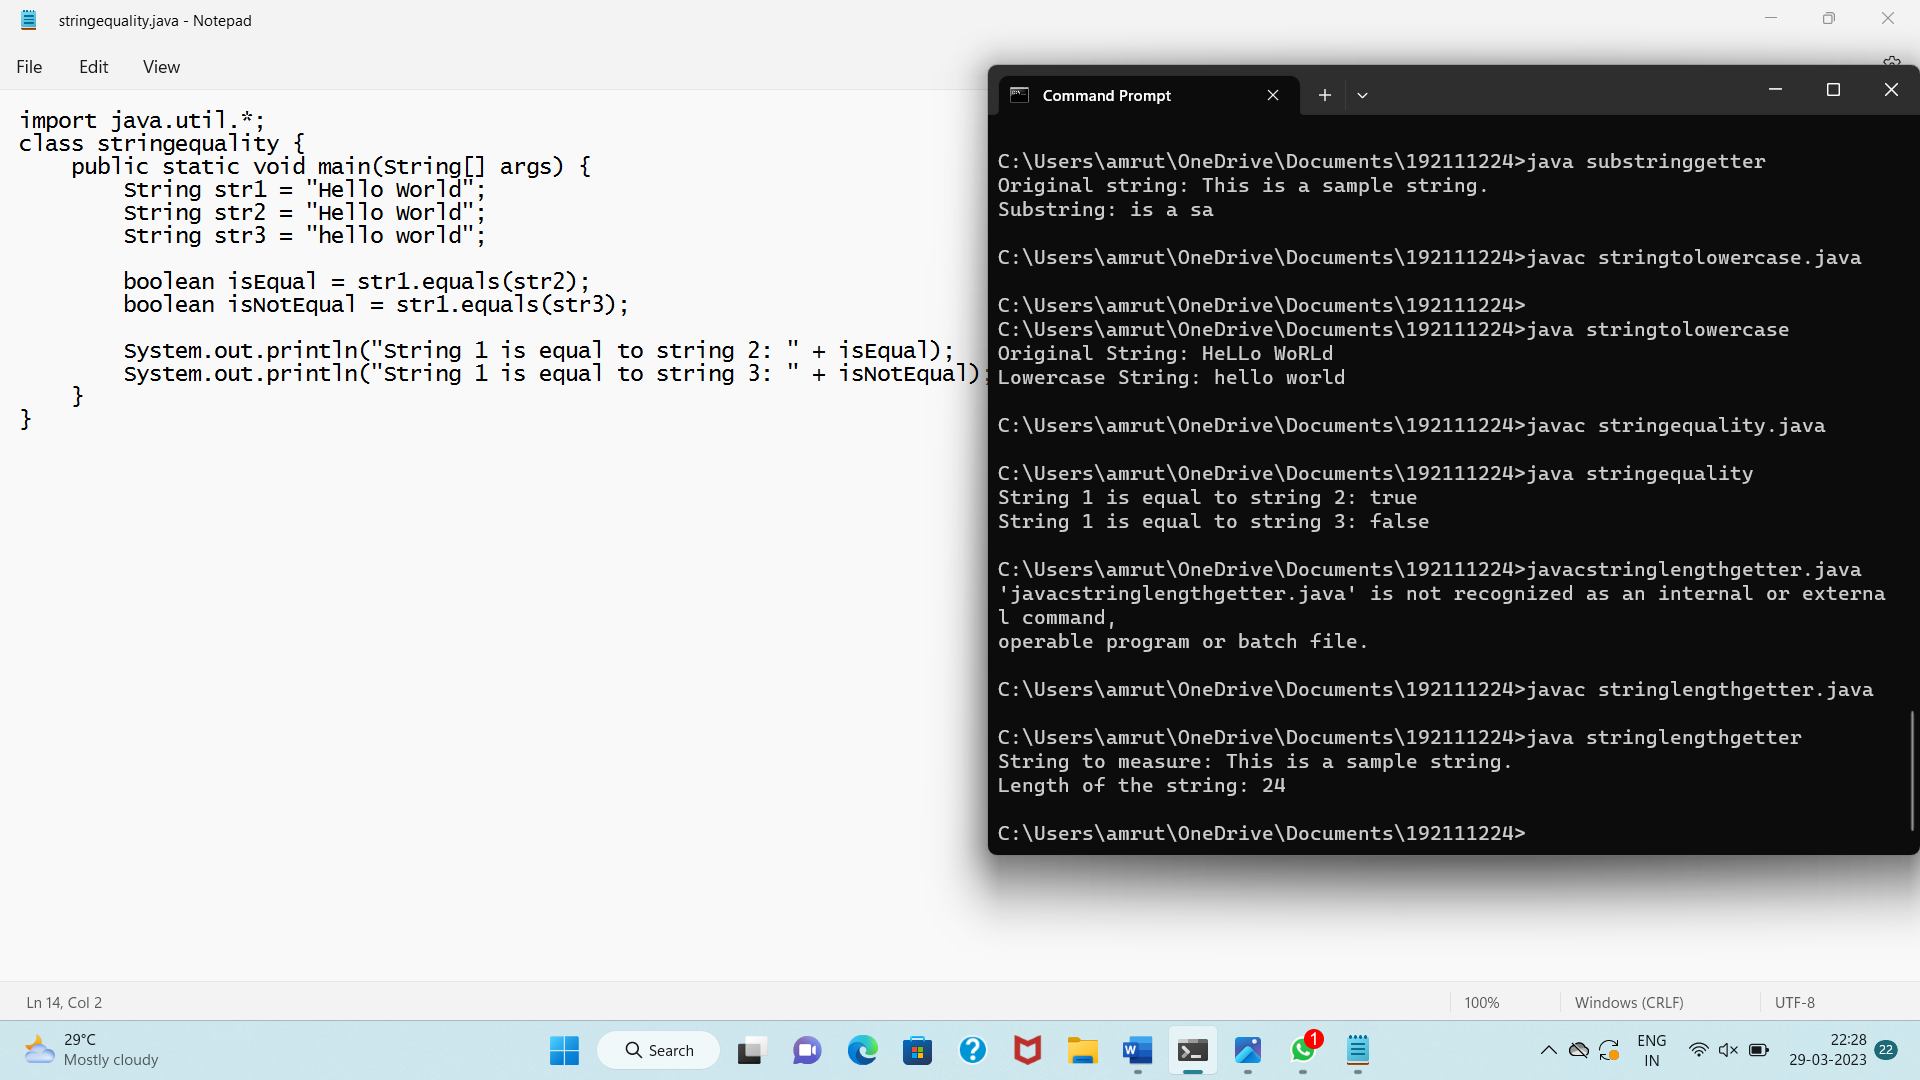 stringequality.java - Notepad
File Edit View
import java.util.*;
class stringequality {
    public static void main(String[] args) {
        String str1 = "Hello World";
        String str2 = "Hello World";
        String str3 = "hello world";

        boolean isEqual = str1.equals(str2);
        boolean isNotEqual = str1.equals(str3);

        System.out.println("String 1 is equal to string 2: " + isEqual);
        System.out.println("String 1 is equal to string 3: " + isNotEqual);
    }
}
Command Prompt
C:\Users\amrut\OneDrive\Documents\192111224>java substringgetter
Original string: This is a sample string.
Substring: is a sa

C:\Users\amrut\OneDrive\Documents\192111224>javac stringtolowercase.java

C:\Users\amrut\OneDrive\Documents\192111224>
C:\Users\amrut\OneDrive\Documents\192111224>java stringtolowercase
Original String: HeLLo WoRLd
Lowercase String: hello world

C:\Users\amrut\OneDrive\Documents\192111224>javac stringequality.java

C:\Users\amrut\OneDrive\Documents\192111224>java stringequality
String 1 is equal to string 2: true
String 1 is equal to string 3: false

C:\Users\amrut\OneDrive\Documents\192111224>javacstringlengthgetter.java
'javacstringlengthgetter.java' is not recognized as an internal or externa
l command,
operable program or batch file.

C:\Users\amrut\OneDrive\Documents\192111224>javac stringlengthgetter.java

C:\Users\amrut\OneDrive\Documents\192111224>java stringlengthgetter
String to measure: This is a sample string.
Length of the string: 24

C:\Users\amrut\OneDrive\Documents\192111224>
Ln 14, Col 2
100%
Windows (CRLF)
UTF-8
29°C
Mostly cloudy
Search
1
ENG
IN
22:28
29-03-2023
22